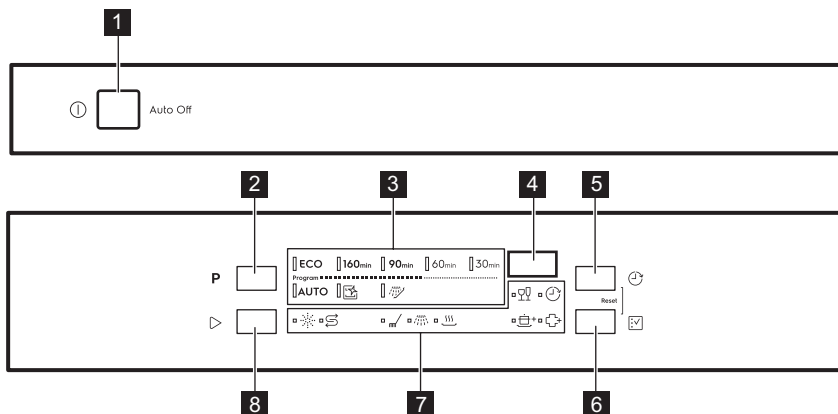 1
Auto Off
2 3 4 5
ECO 160min 90min 60min 30min
P
Program
AUTO
Reset
8 7 6